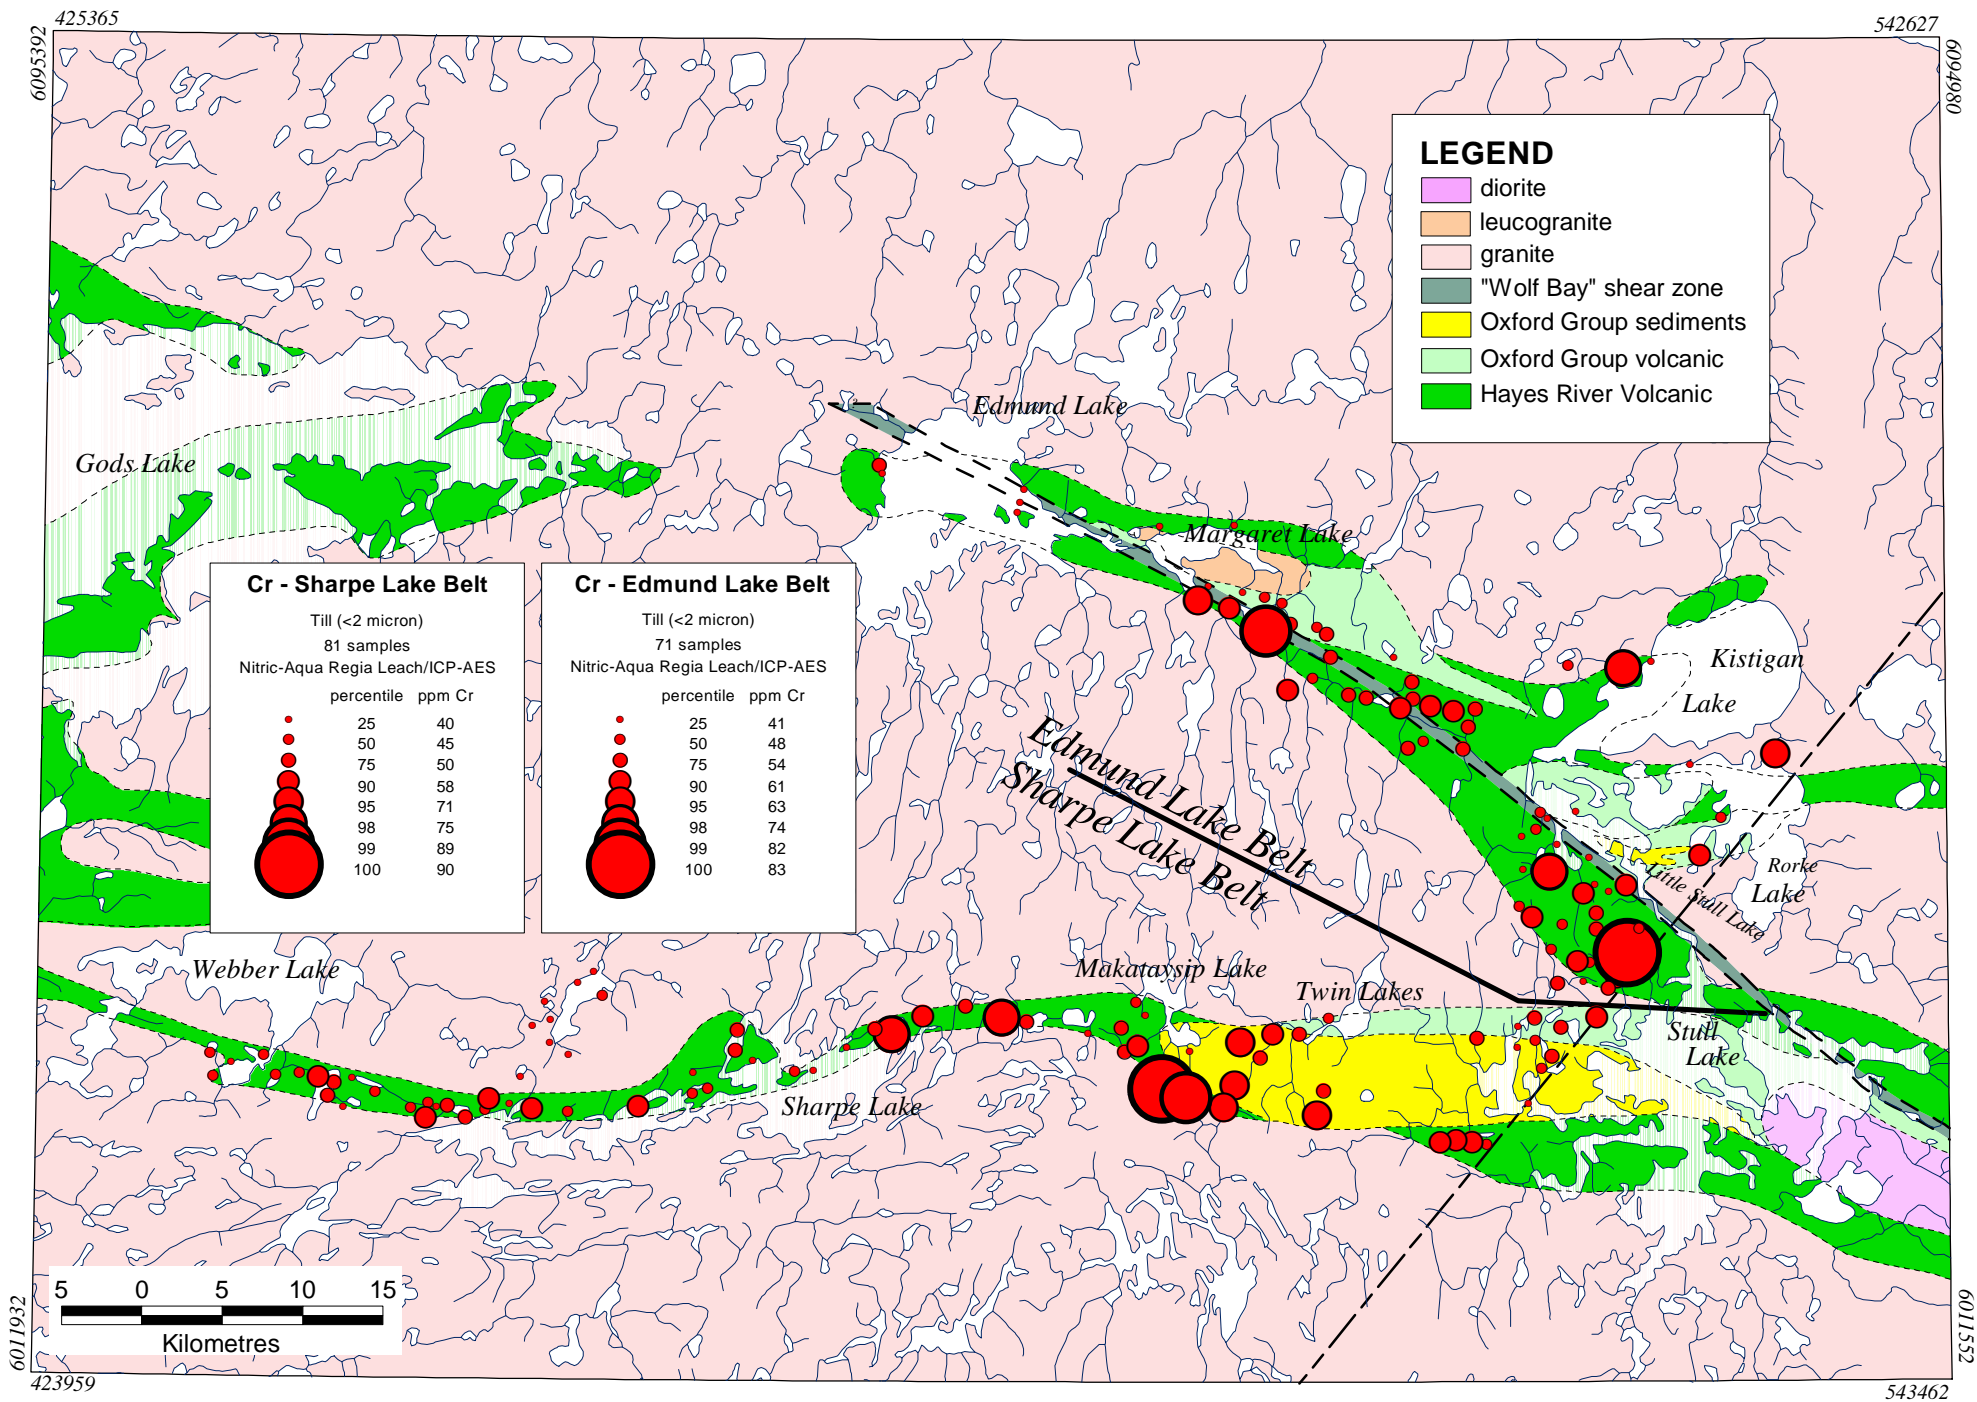 425365
542627
6095392
6094980
LEGEND
diorite
leucogranite
granite
"Wolf Bay" shear zone
Oxford Group sediments
Oxford Group volcanic
Hayes River Volcanic
Edmund Lake
Gods Lake
Margaret Lake
Kistigan
Lake
Cr - Sharpe Lake Belt
Till (<2 micron)
81 samples
Nitric-Aqua Regia Leach/ICP-AES
percentile ppm Cr
25 40
50 45
75 50
90 58
95 71
98 75
99 89
100 90
Cr - Edmund Lake Belt
Till (<2 micron)
71 samples
Nitric-Aqua Regia Leach/ICP-AES
percentile ppm Cr
25 41
50 48
75 54
90 61
95 63
98 74
99 82
100 83
Edmund Lake Belt
Sharpe Lake Belt
Rorke
Lake
Little Stull Lake
Webber Lake
Makataysip Lake
Twin Lakes
Stull
Lake
Sharpe Lake
5 0 5 10 15
Kilometres
6011932
6011552
423959
543462